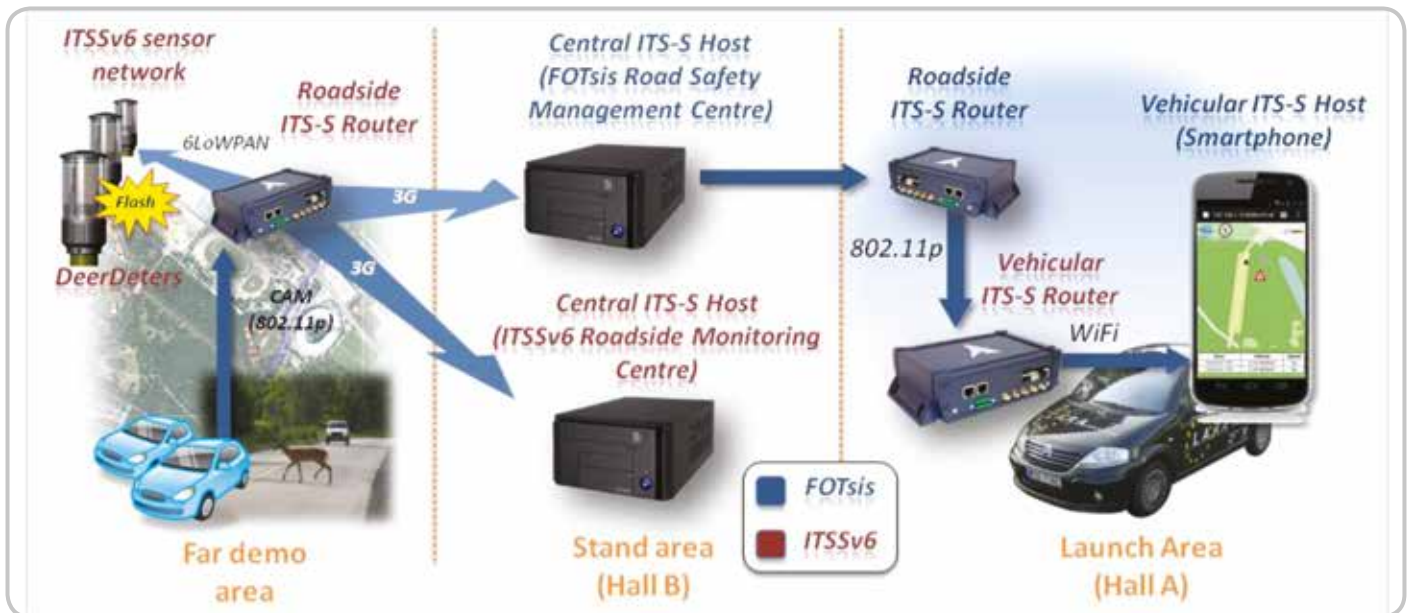 ITSSv6 sensor
network
Roadside
ITS-S Router
6LoWPAN
Flash
DeerDeters
3G
3G
CAM
(802.11p)
Far demo
area
Central ITS-S Host
(FOTsis Road Safety
Management Centre)
Central ITS-S Host
(ITSSv6 Roadside Monitoring
Centre)
Stand area
(Hall B)
FOTsis
ITSSv6
Roadside
ITS-S Router
802.11p
Vehicular
ITS-S Router
WiFi
Vehicular ITS-S Host
(Smartphone)
Launch Area
(Hall A)